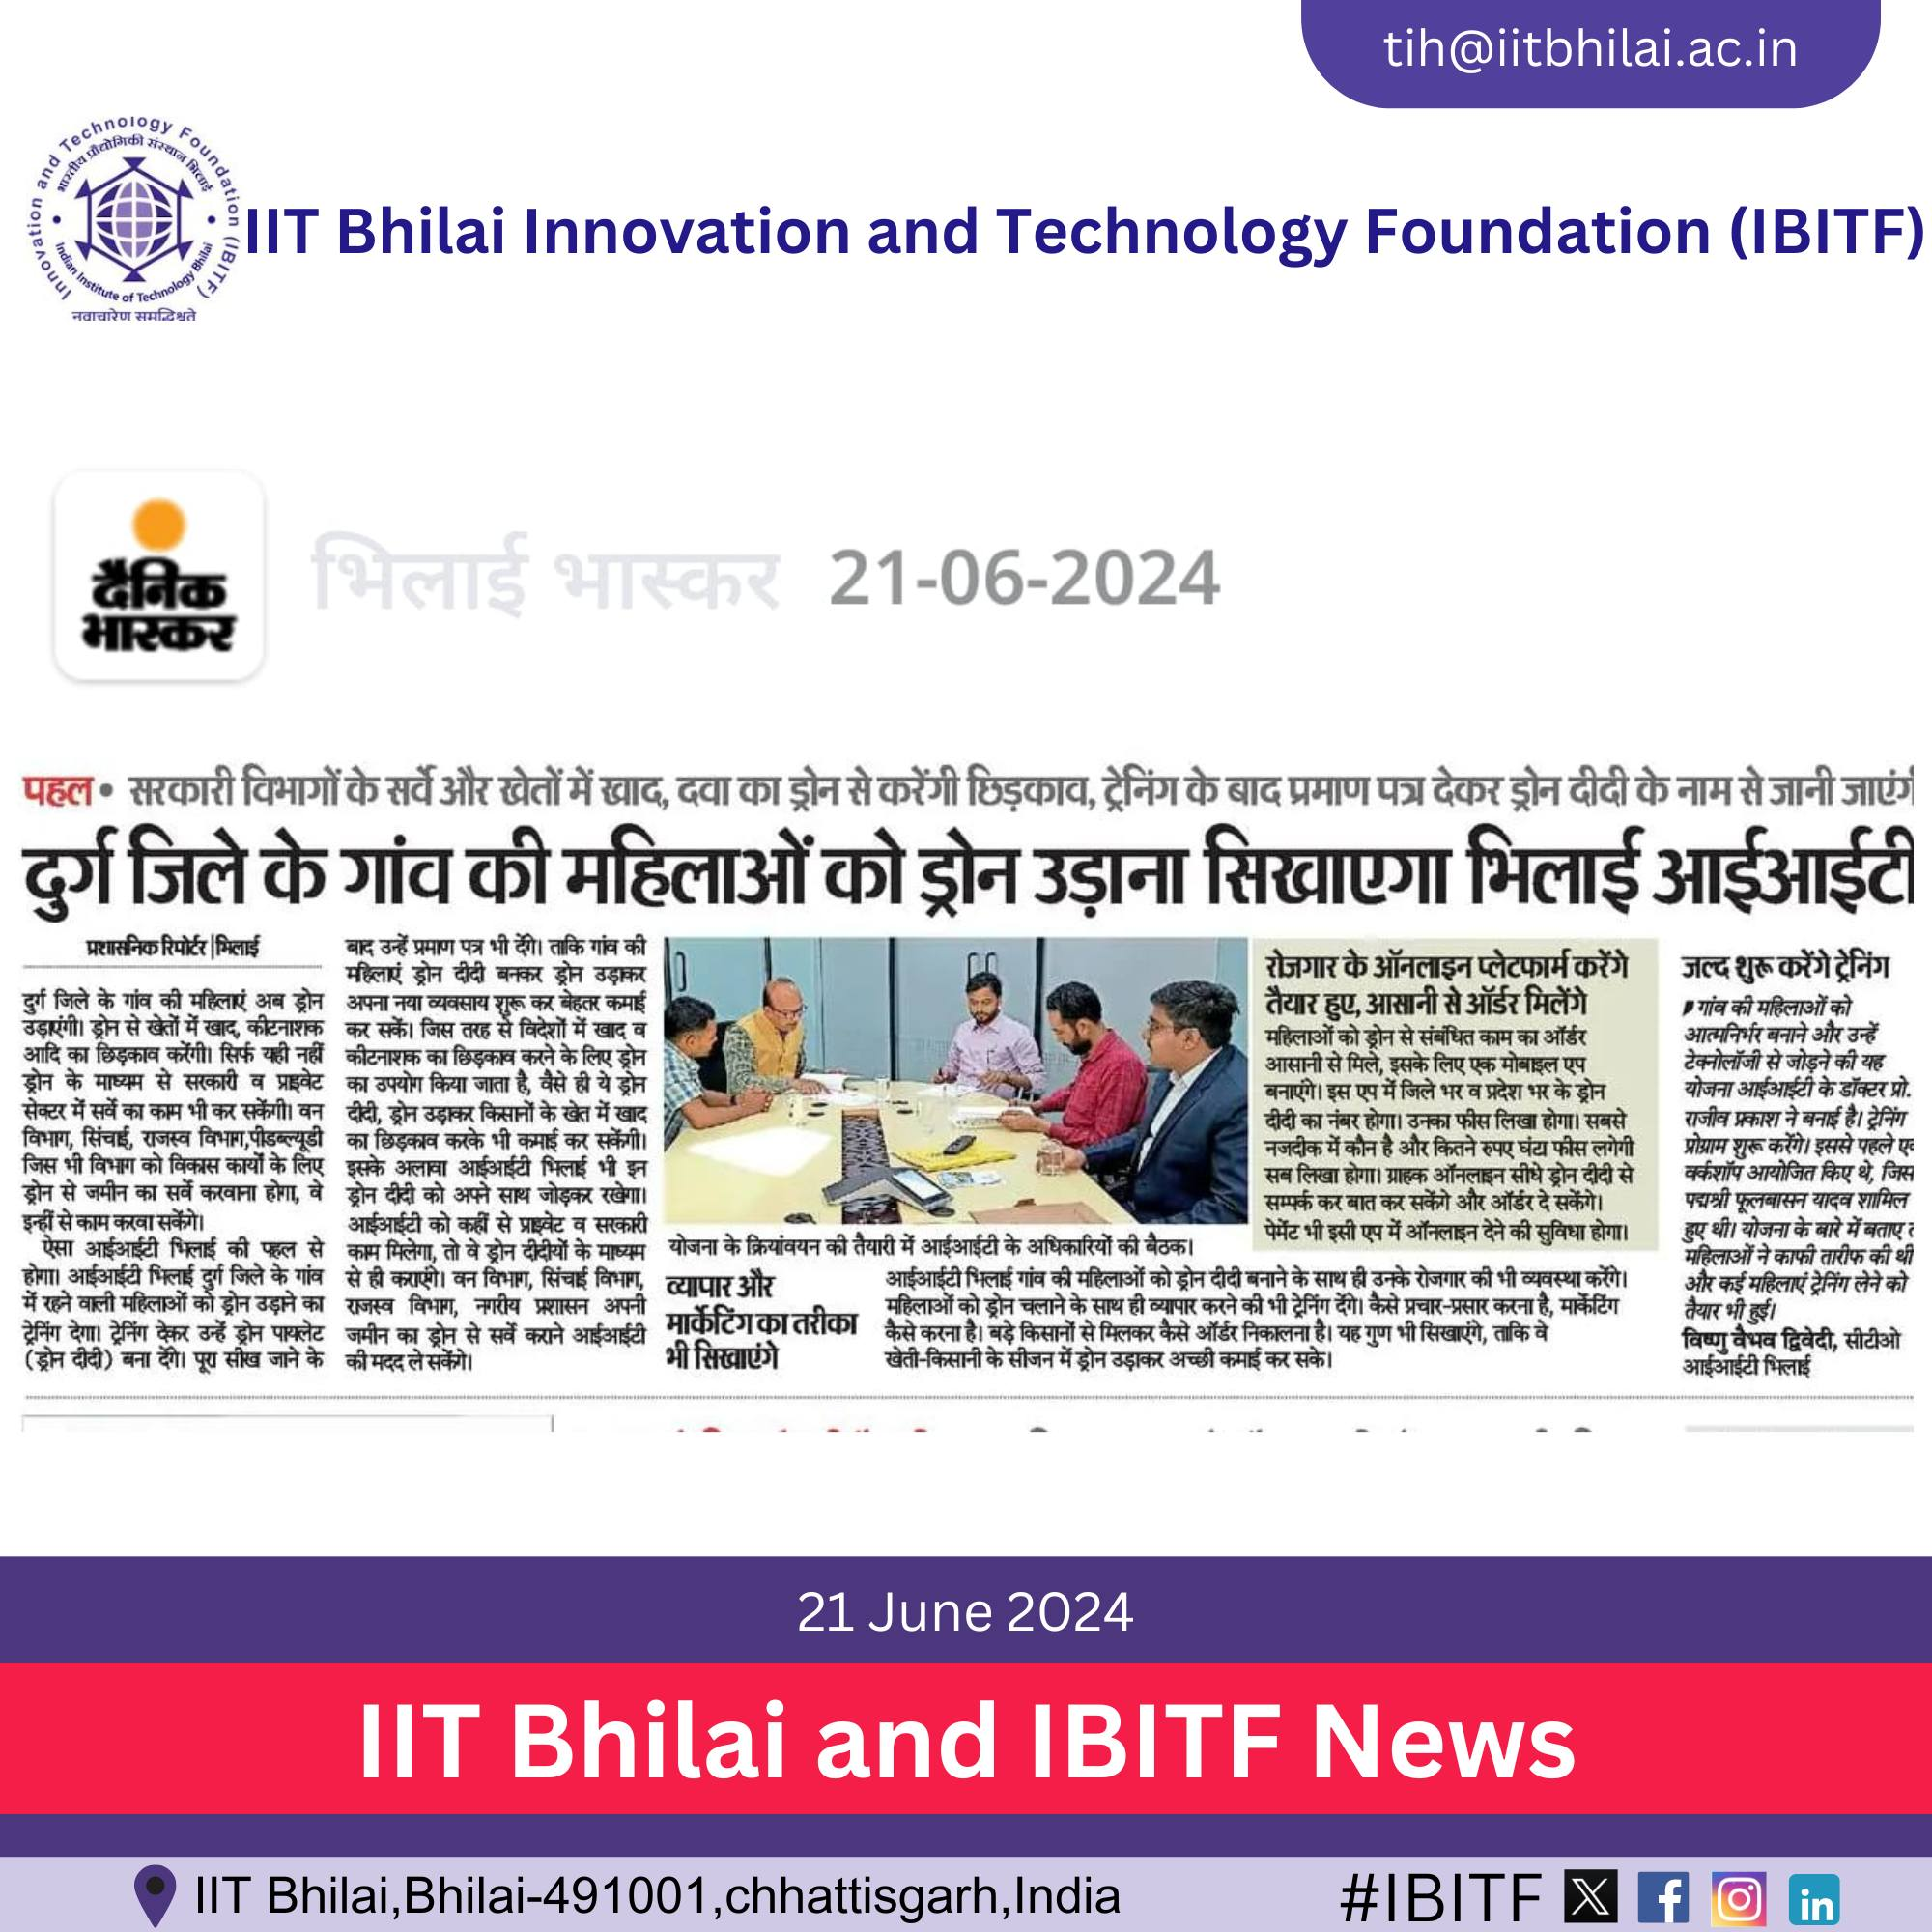 tih@iitbhilai.ac.in
Innovation and Technology Foundation (IBITF)
भारतीय प्रौद्योगिकी संस्थान भिलाई
Indian Institute of Technology Bhilai
नवाचारेण
IIT Bhilai Innovation and Technology Foundation (IBITF)
दैनिक
भास्कर
भिलाई भास्कर 21-06-2024
पहल • सरकारी विभागों के सर्वे और खेतों में खाद, दवा का ड्रोन से करेंगी छिड़काव, ट्रेनिंग के बाद प्रमाण पत्र देकर ड्रोन दीदी के नाम से जानी
दुर्ग जिले के गांव की महिलाओं को ड्रोन उड़ाना सिखाएगा भिलाई आईआईटी
प्रशासनिक रिपोर्टर|भिलाई
दुर्ग जिले के गांव की महिलाएं अब ड्रोन
उड़ाएंगी। ड्रोन से खेतों में खाद, कीटनाशक
आदि का छिड़काव करेंगी। सिर्फ यही नहीं
ड्रोन के माध्यम से सरकारी व प्राइवेट
सेक्टर में सर्वे का काम भी कर सकेंगी। वन
विभाग, सिंचाई, राजस्व विभाग,पीडब्ल्यूडी
जिस भी विभाग को विकास कार्यों के लिए
ड्रोन से जमीन का सर्वे करवाना होगा, वे
इन्हीं से काम करवा सकेंगे।
ऐसा आईआईटी भिलाई की पहल से
होगा। आईआईटी भिलाई दुर्ग जिले के गांव
में रहने वाली महिलाओं को ड्रोन उड़ाने का
ट्रेनिंग देगा। ट्रेनिंग देकर उन्हें ड्रोन पायलेट
(ड्रोन दीदी) बना देंगे। पूरा सीख जाने के
बाद उन्हें प्रमाण पत्र भी देंगे। ताकि गांव की
महिलाएं ड्रोन दीदी बनकर ड्रोन उड़ाकर
अपना नया व्यवसाय शुरू कर बेहतर कमाई
कर सकें। जिस तरह से विदेशों में खाद व
कीटनाशक का छिड़काव करने के लिए ड्रोन
का उपयोग किया जाता है, वैसे ही ये ड्रोन
दीदी, ड्रोन उड़ाकर किसानों के खेत में खाद
का छिड़काव करके भी कमाई कर सकेंगी।
इसके अलावा आईआईटी भिलाई भी इन
ड्रोन दीदी को अपने साथ जोड़कर रखेगा।
आईआईटी को कहीं से प्राइवेट व सरकारी
काम मिलेगा, तो वे ड्रोन दीदीयों के माध्यम
से ही कराएंगे। वन विभाग, सिंचाई विभाग,
राजस्व विभाग, नगरीय प्रशासन अपनी
जमीन का ड्रोन से सर्वे कराने आईआईटी
की मदद ले सकेंगे।
योजना के क्रियांवयन की तैयारी में आईआईटी के अधिकारियों की बैठक।
रोजगार के ऑनलाइन प्लेटफार्म करेंगे
तैयार हुए, आसानी से ऑर्डर मिलेंगे
महिलाओं को ड्रोन से संबंधित काम का ऑर्डर
आसानी से मिले, इसके लिए एक मोबाइल एप
बनाएंगे। इस एप में जिले भर व प्रदेश भर के ड्रोन
दीदी का नंबर होगा। उनका फीस लिखा होगा। सबसे
नजदीक में कौन है और कितने रुपए घंटा फीस लगेगी
सब लिखा होगा। ग्राहक ऑनलाइन सीधे ड्रोन दीदी से
सम्पर्क कर बात कर सकेंगे और ऑर्डर दे सकेंगे।
पेमेंट भी इसी एप में ऑनलाइन देने की सुविधा होगा।
व्यापार और
मार्केटिंग का तरीका
भी सिखाएंगे
आईआईटी भिलाई गांव की महिलाओं को ड्रोन दीदी बनाने के साथ ही उनके रोजगार की भी व्यवस्था करेंगे।
महिलाओं को ड्रोन चलाने के साथ ही व्यापार करने की भी ट्रेनिंग देंगे। कैसे प्रचार-प्रसार करना है, मार्केटिंग
कैसे करना है। बड़े किसानों से मिलकर कैसे ऑर्डर निकालना है। यह गुण भी सिखाएंगे, ताकि वे
खेती-किसानी के सीजन में ड्रोन उड़ाकर अच्छी कमाई कर सके।
जल्द शुरू करेंगे ट्रेनिंग
गांव की महिलाओं को
आत्मनिर्भर बनाने और उन्हें
टेक्नोलॉजी से जोड़ने की यह
योजना आईआईटी के डॉक्टर प्रो.
राजीव प्रकाश ने बनाई है। ट्रेनिंग
प्रोग्राम शुरू करेंगे। इससे पहले
वर्कशॉप आयोजित किए थे,
पद्मश्री फूलबासन यादव शामिल
हुए थी। योजना के बारे में बताए
महिलाओं ने काफी तारीफ की थी
और कई महिलाएं ट्रेनिंग लेने को
तैयार भी हुई।
विष्णु वैभव द्विवेदी, सीटीओ
आईआईटी भिलाई
21 June 2024
IIT Bhilai and IBITF News
IIT Bhilai,Bhilai-491001,chhattisgarh,India
#IBITF